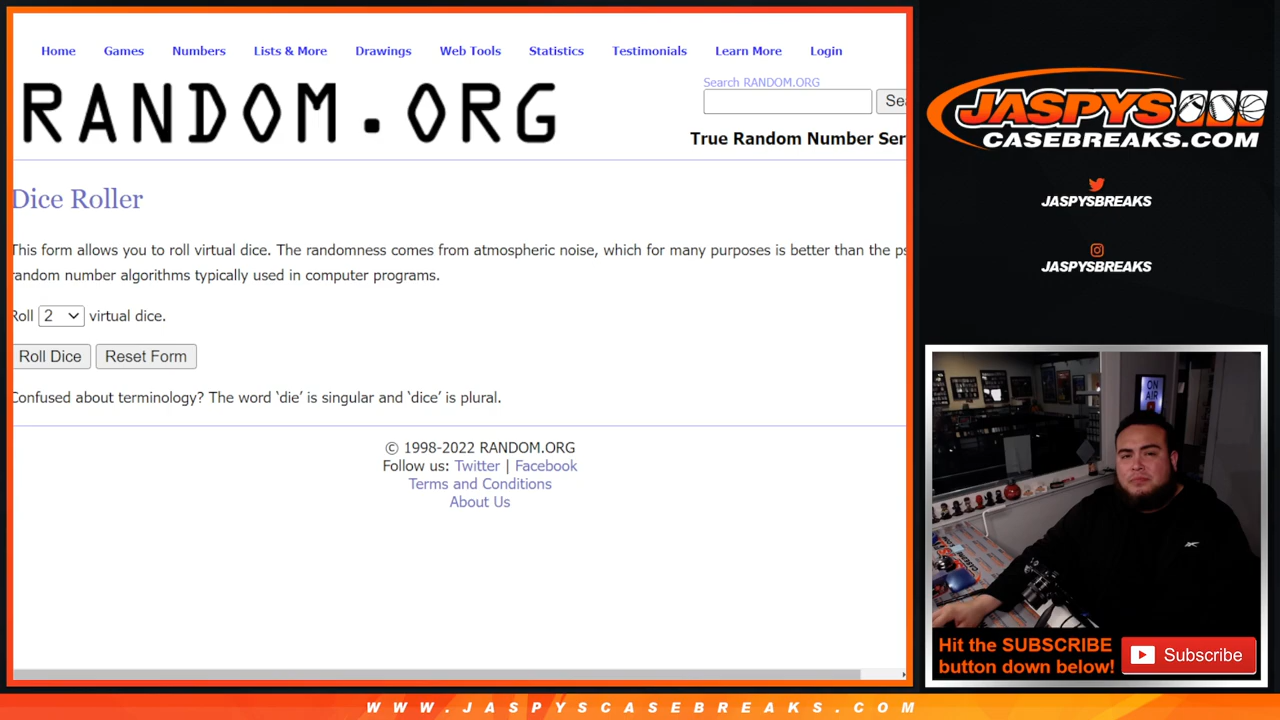 Home Games Numbers Lists & More Drawings Web Tools Statistics Testimonials Learn More Login
RANDOM.ORG
Search RANDOM.ORG
Sea
True Random Number Ser
Dice Roller
This form allows you to roll virtual dice. The randomness comes from atmospheric noise, which for many purposes is better than the ps
random number algorithms typically used in computer programs.
Roll 2 virtual dice.
Roll Dice Reset Form
Confused about terminology? The word ‘die’ is singular and ‘dice’ is plural.
© 1998-2022 RANDOM.ORG
Follow us: Twitter | Facebook
Terms and Conditions
About Us
JASPYS
CASEBREAKS.COM
JASPYSBREAKS
JASPYSBREAKS
ON
AIR
Hit the SUBSCRIBE
button down below!
Subscribe
WWW.JASPYSCASEBREAKS.COM